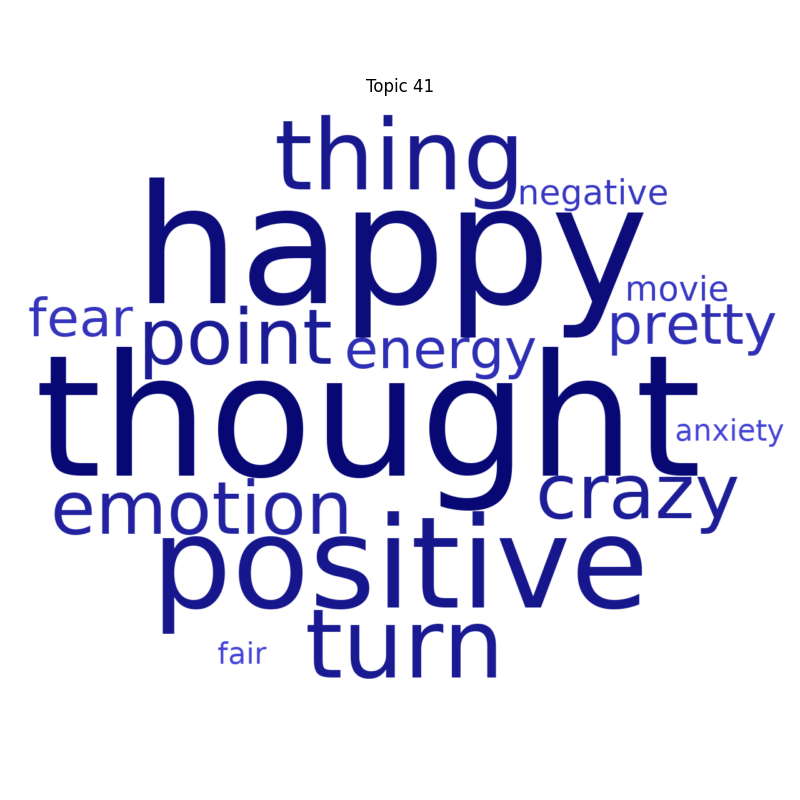 Topic 41
thing
negative
happy
movie
fear
pretty
point
energy
thought
anxiety
crazy
emotion
positive
turn
fair